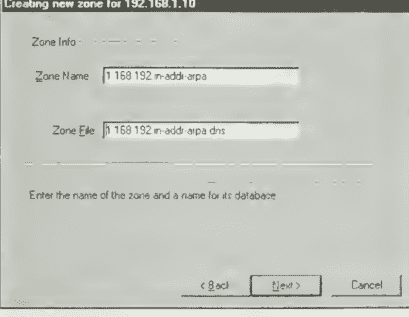 Creating new zone for 192.168.1.10
Zone Info
Zone Name
1.168.192.in-addr.arpa
Zone File
1.168.192.in-addr.arpa.dns
Enter the name of the zone and a name for its database
< Back
Next >
Cancel